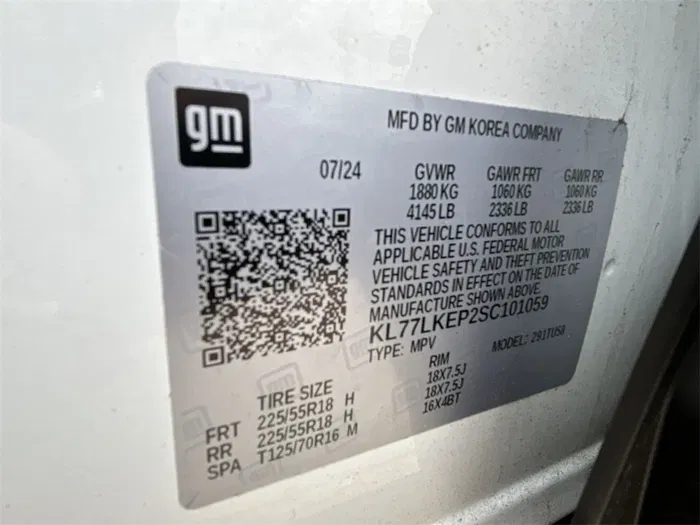 gm
MFD BY GM KOREA COMPANY
07/24
GVWR GAWR FRT GAWR RR
1880 KG 1060 KG 1060 KG
4145 LB 2336 LB 2336 LB
THIS VEHICLE CONFORMS TO ALL
APPLICABLE U.S. FEDERAL MOTOR
VEHICLE SAFETY AND THEFT PREVENTION
STANDARDS IN EFFECT ON THE DATE OF
MANUFACTURE SHOWN ABOVE.
KL77LKEP2SC101059
TYPE: MPV MODEL: 291TU58
TIRE SIZE RIM
FRT 225/55R18 H 18X7.5J
RR 225/55R18 H 18X7.5J
SPA T125/70R16 M 16X4BT